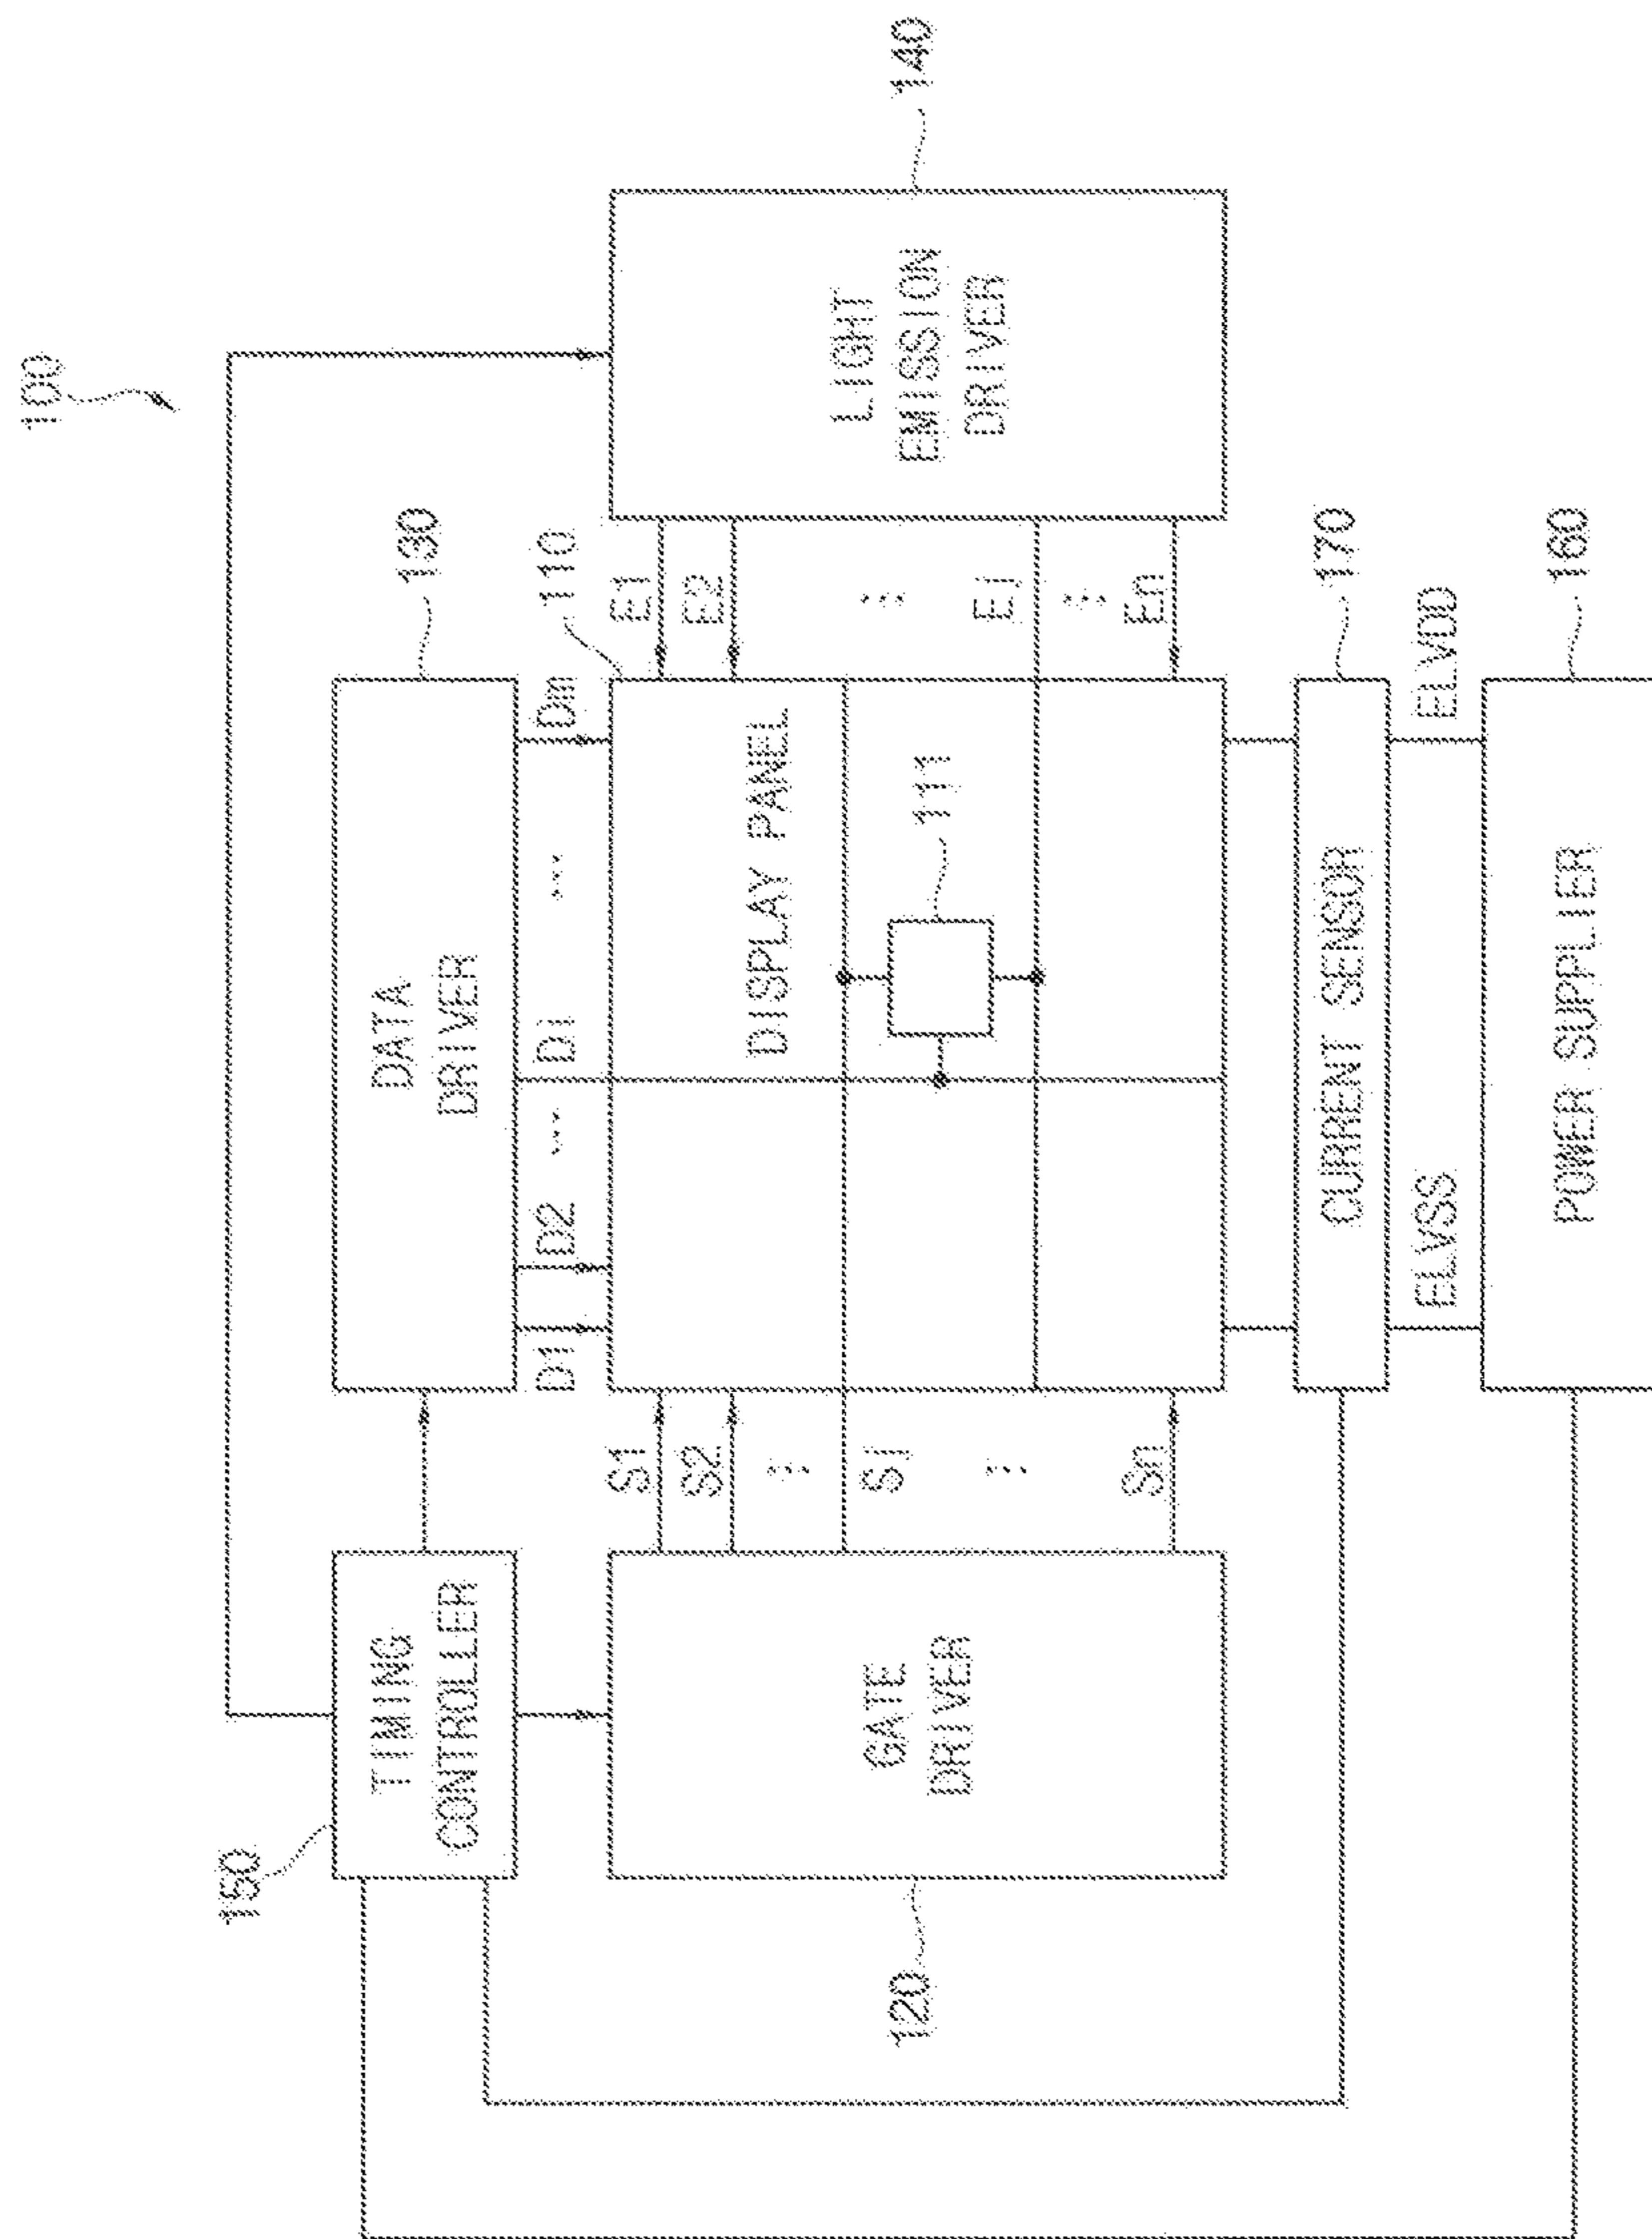 100
150
TIMING
CONTROLLER
DATA
DRIVER
130
D1
D2
...
Di
...
Dm
110
S1
S2
...
Sj
...
Sn
GATE
DRIVER
120
DISPLAY PANEL
111
E1
E2
...
Ej
...
En
LIGHT
EMISSION
DRIVER
140
CURRENT SENSOR
170
ELVSS
ELVDD
POWER SUPPLIER
160